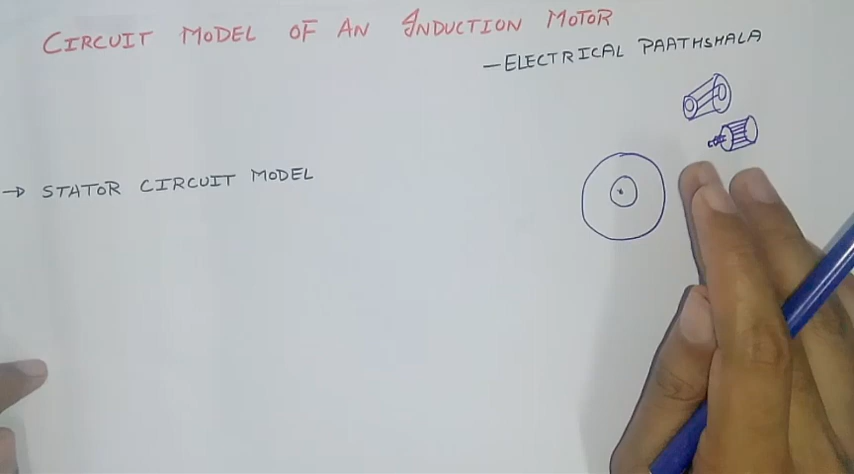 CIRCUIT MODEL OF AN INDUCTION MOTOR
- ELECTRICAL PAATHSHALA
→ STATOR CIRCUIT MODEL